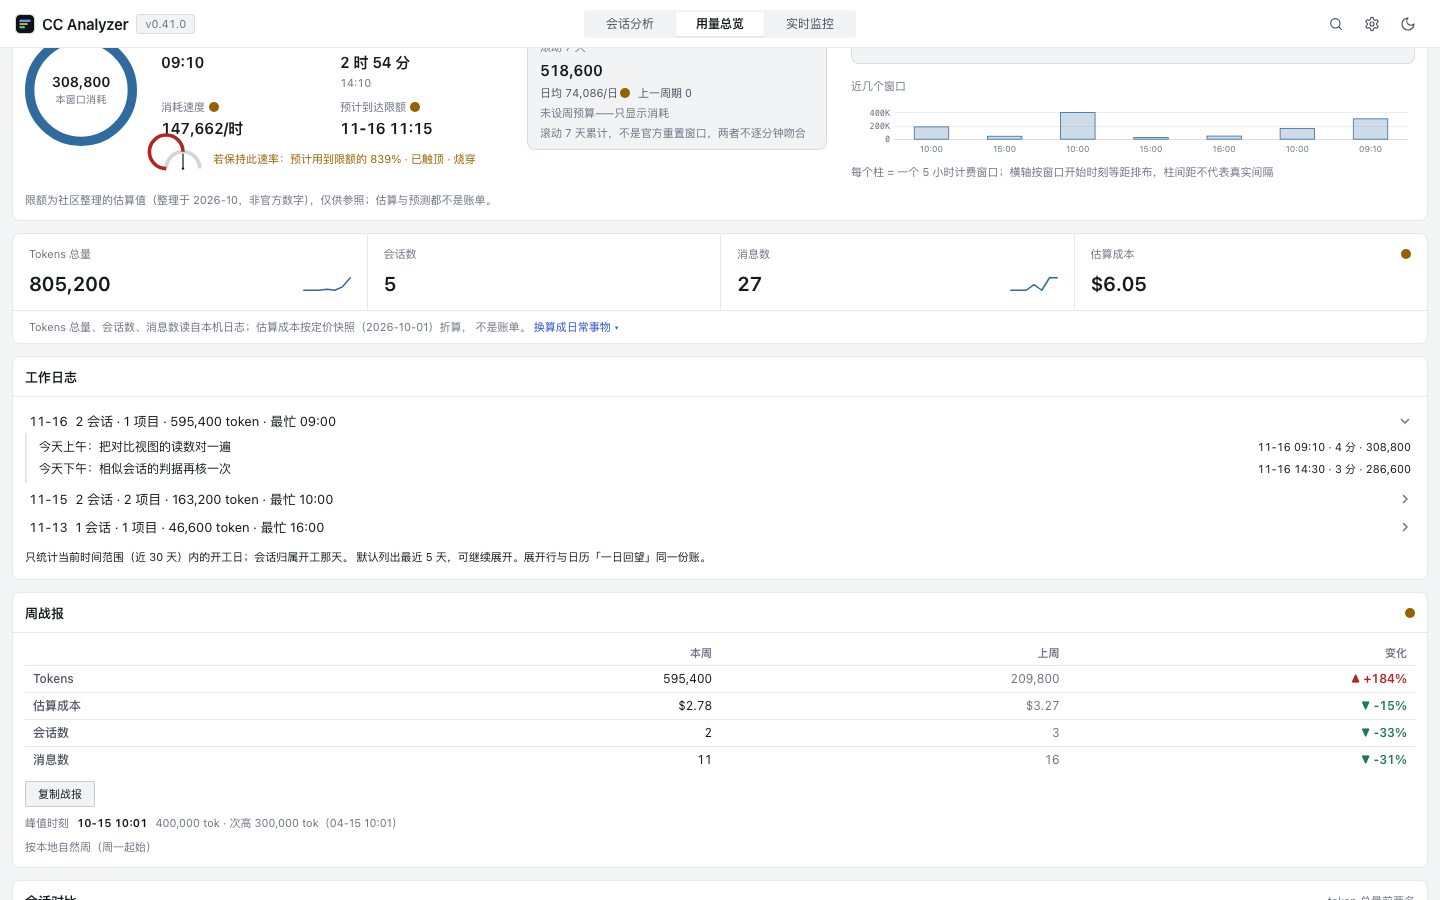 CC Analyzer v0.41.0
会话分析 用量总览 实时监控
308,800
本窗口消耗
09:10
2 时 54 分
14:10
消耗速度
预计到达限额
147,662/时
11-16 11:15
若保持此速率：预计用到限额的 839% · 已触顶 · 烧穿
滚动 7 天
518,600
日均 74,086/日 上一周期 0
未设周预算——只显示消耗
滚动 7 天累计，不是官方重置窗口，两者不逐分钟吻合
近几个窗口
400K
200K
0
10:00 15:00 10:00 15:00 16:00 10:00 09:10
每个柱 = 一个 5 小时计费窗口；横轴按窗口开始时刻等距排布，柱间距不代表真实间隔
限额为社区整理的估算值（整理于 2026-10，非官方数字），仅供参照；估算与预测都不是账单。
Tokens 总量
805,200
会话数
5
消息数
27
估算成本
$6.05
Tokens 总量、会话数、消息数读自本机日志；估算成本按定价快照（2026-10-01）折算， 不是账单。 换算成日常事物
工作日志
11-16 2 会话 · 1 项目 · 595,400 token · 最忙 09:00
今天上午：把对比视图的读数对一遍 11-16 09:10 · 4 分 · 308,800
今天下午：相似会话的判据再核一次 11-16 14:30 · 3 分 · 286,600
11-15 2 会话 · 2 项目 · 163,200 token · 最忙 10:00
11-13 1 会话 · 1 项目 · 46,600 token · 最忙 16:00
只统计当前时间范围（近 30 天）内的开工日；会话归属开工那天。 默认列出最近 5 天，可继续展开。展开行与日历「一日回望」同一份账。
周战报
本周 上周 变化
Tokens 595,400 209,800 ▲ +184%
估算成本 $2.78 $3.27 ▼ -15%
会话数 2 3 ▼ -33%
消息数 11 16 ▼ -31%
复制战报
峰值时刻 10-15 10:01 400,000 tok · 次高 300,000 tok（04-15 10:01）
按本地自然周（周一起始）
会话对比 token 总量前两名